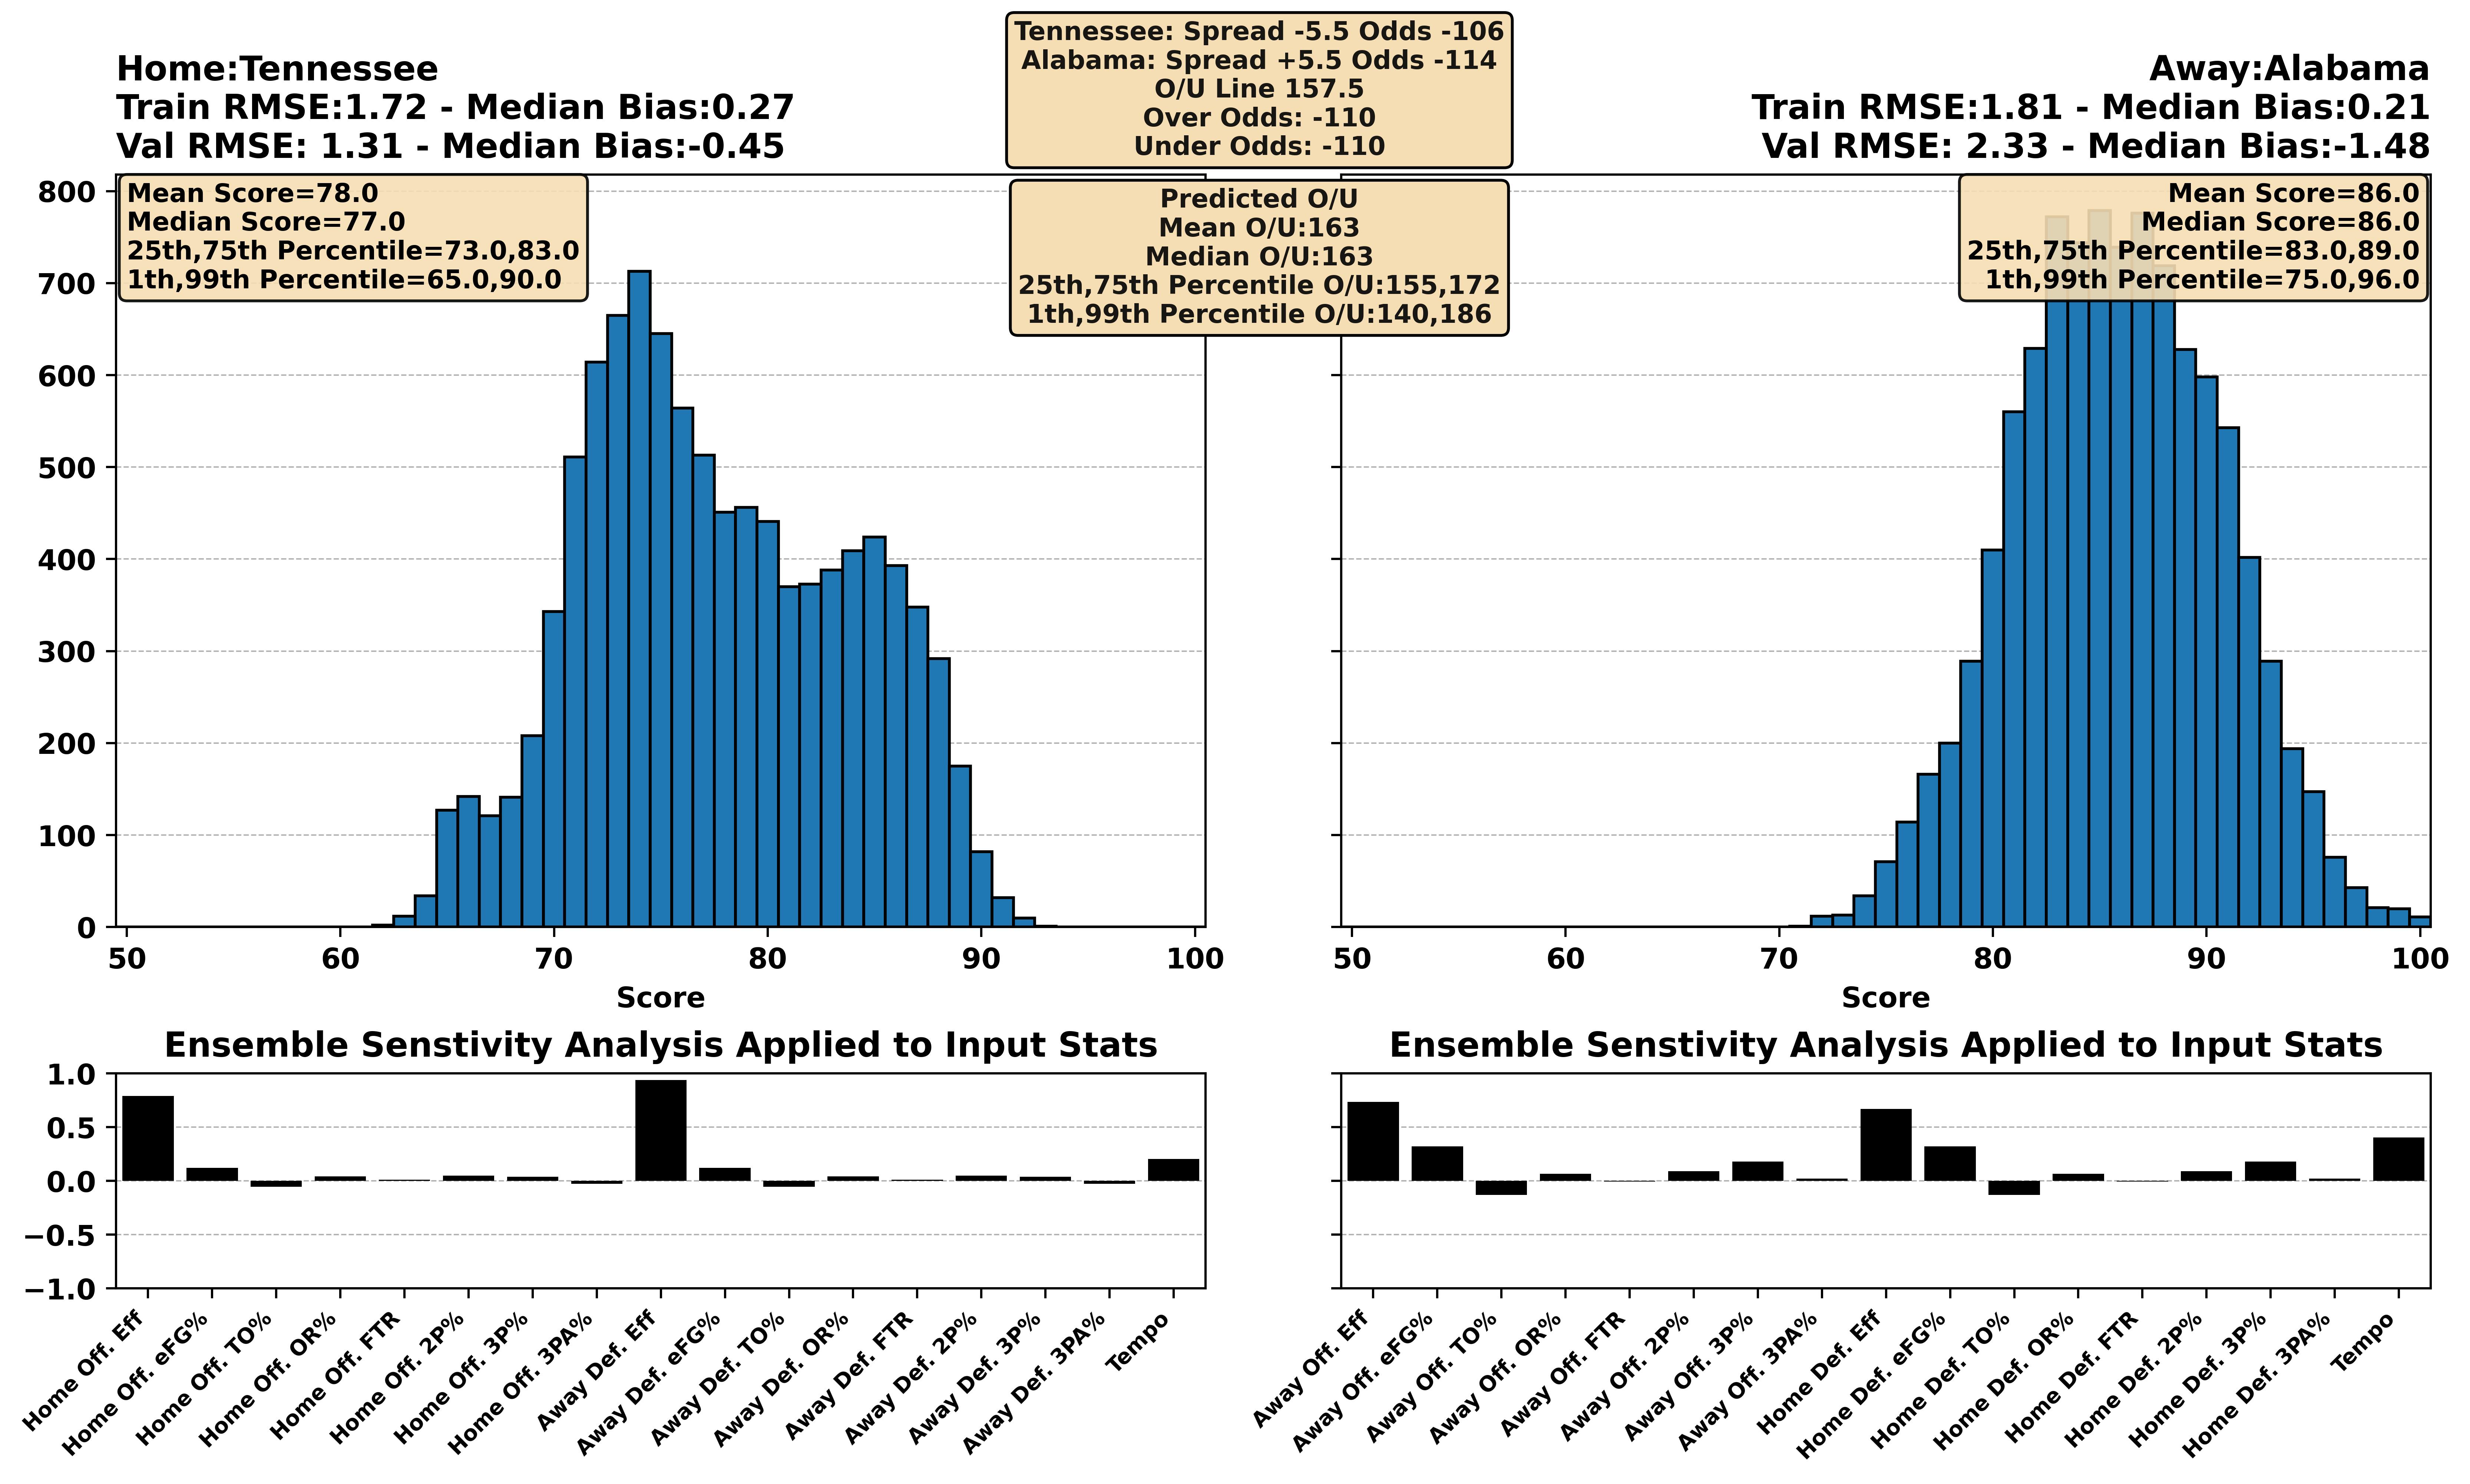 Tennessee: Spread -5.5 Odds -106
Alabama: Spread +5.5 Odds -114
O/U Line 157.5
Over Odds: -110
Under Odds: -110
Home:Tennessee
Train RMSE:1.72 - Median Bias:0.27
Val RMSE: 1.31 - Median Bias:-0.45
Away:Alabama
Train RMSE:1.81 - Median Bias:0.21
Val RMSE: 2.33 - Median Bias:-1.48
Mean Score=78.0
Median Score=77.0
25th,75th Percentile=73.0,83.0
1th,99th Percentile=65.0,90.0
Predicted O/U
Mean O/U:163
Median O/U:163
25th,75th Percentile O/U:155,172
1th,99th Percentile O/U:140,186
Mean Score=86.0
Median Score=86.0
25th,75th Percentile=83.0,89.0
1th,99th Percentile=75.0,96.0
800
700
600
500
400
300
200
100
0
50 60 70 80 90 100
Score
50 60 70 80 90 100
Score
Ensemble Senstivity Analysis Applied to Input Stats
1.0
0.5
0.0
−0.5
−1.0
Home Off. Eff
Home Off. eFG%
Home Off. TO%
Home Off. OR%
Home Off. FTR
Home Off. 2P%
Home Off. 3P%
Home Off. 3PA%
Away Def. Eff
Away Def. eFG%
Away Def. TO%
Away Def. OR%
Away Def. FTR
Away Def. 2P%
Away Def. 3P%
Away Def. 3PA%
Tempo
Ensemble Senstivity Analysis Applied to Input Stats
Away Off. Eff
Away Off. eFG%
Away Off. TO%
Away Off. OR%
Away Off. FTR
Away Off. 2P%
Away Off. 3P%
Away Off. 3PA%
Home Def. Eff
Home Def. eFG%
Home Def. TO%
Home Def. OR%
Home Def. FTR
Home Def. 2P%
Home Def. 3P%
Home Def. 3PA%
Tempo